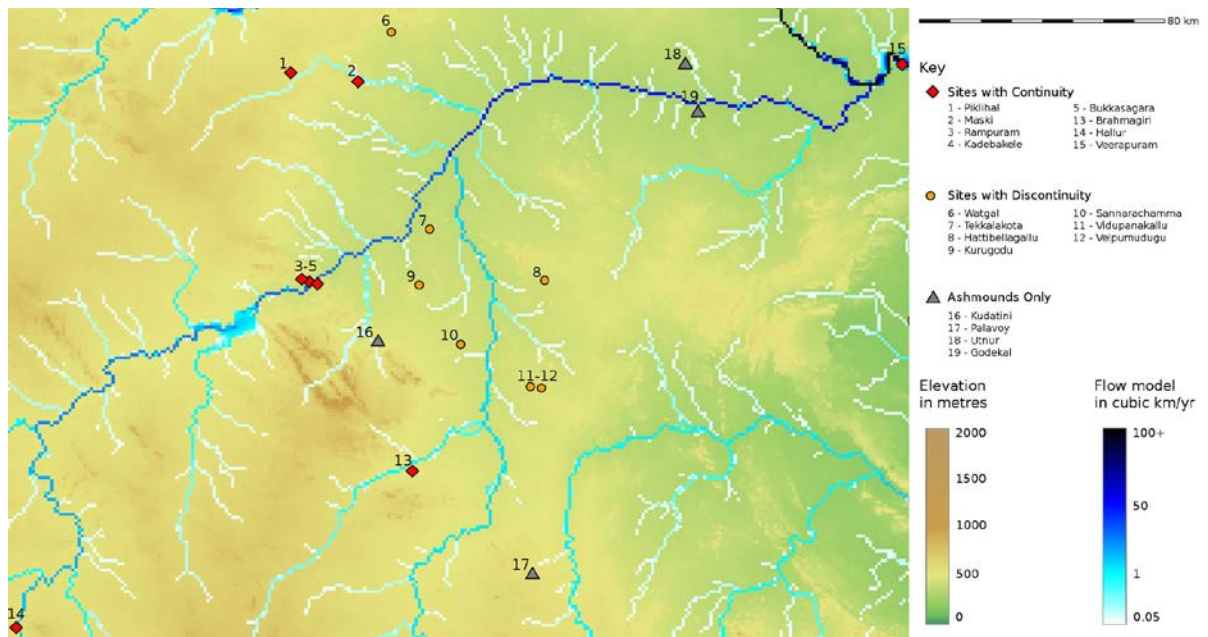 6
1
2
18
19
15
7
3-5
9
8
16
10
11-12
13
17
14
80 km
Key
Sites with Continuity
1 - Piklihal
2 - Maski
3 - Rampuram
4 - Kadebakele
5 - Bukkasagara
13 - Brahmagiri
14 - Hallur
15 - Veerapuram
Sites with Discontinuity
6 - Watgal
7 - Tekkalakota
8 - Hattibellagallu
9 - Kurugodu
10 - Sannarachamma
11 - Vidupanakallu
12 - Velpumudugu
Ashmounds Only
16 - Kudatini
17 - Palavoy
18 - Utnur
19 - Godekal
Elevation
in metres
2000
1500
1000
500
0
Flow model
in cubic km/yr
100+
50
1
0.05